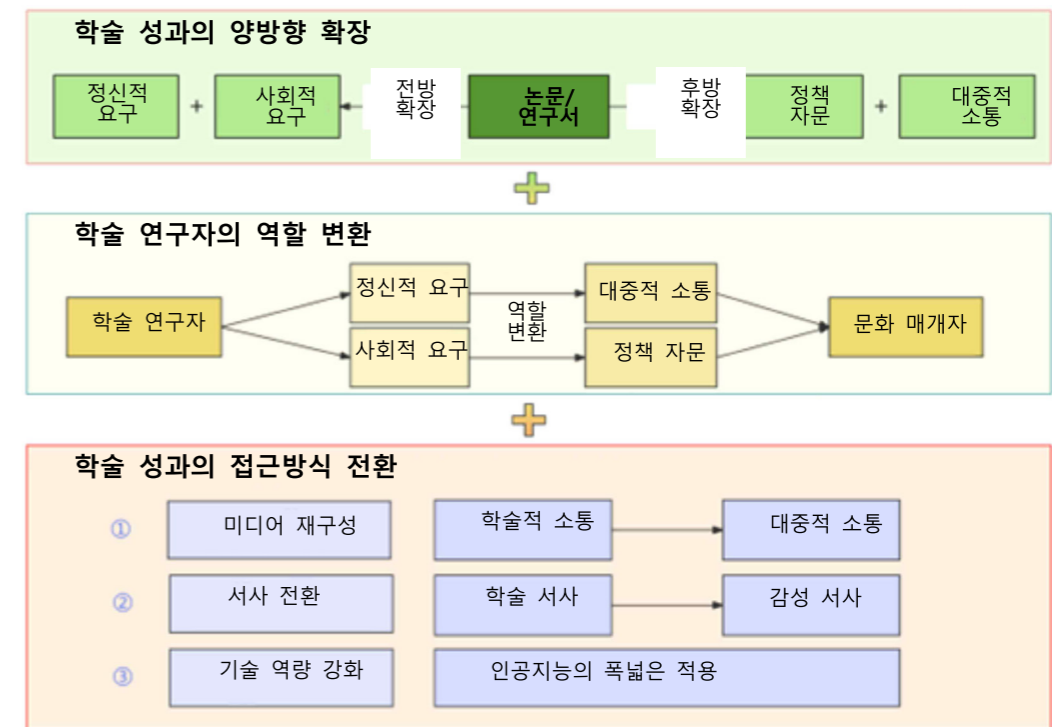 학술 성과의 양방향 확장
정신적
요구
+
사회적
요구
전방
확장
논문/
연구서
후방
확장
정책
자문
+
대중적
소통
학술 연구자의 역할 변환
학술 연구자
정신적 요구
사회적 요구
역할
변환
대중적 소통
정책 자문
문화 매개자
학술 성과의 접근방식 전환
①
미디어 재구성
학술적 소통
대중적 소통
②
서사 전환
학술 서사
감성 서사
③
기술 역량 강화
인공지능의 폭넓은 적용